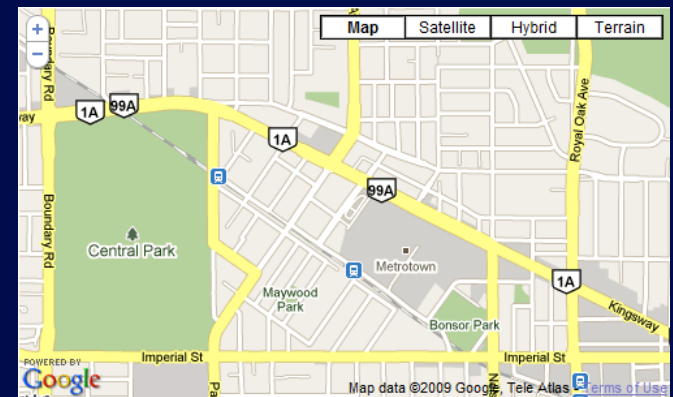 +
−
Map
Satellite
Hybrid
Terrain
Boundary Rd
1A
99A
way
1A
Royal Oak Ave
99A
Boundary Rd
Central Park
Metrotown
Maywood
Park
1A
Kingsway
Bonsor Park
Imperial St
Imperial St
POWERED BY
Google
Pa
Map data ©2009 Google, Tele Atlas
Terms of Use